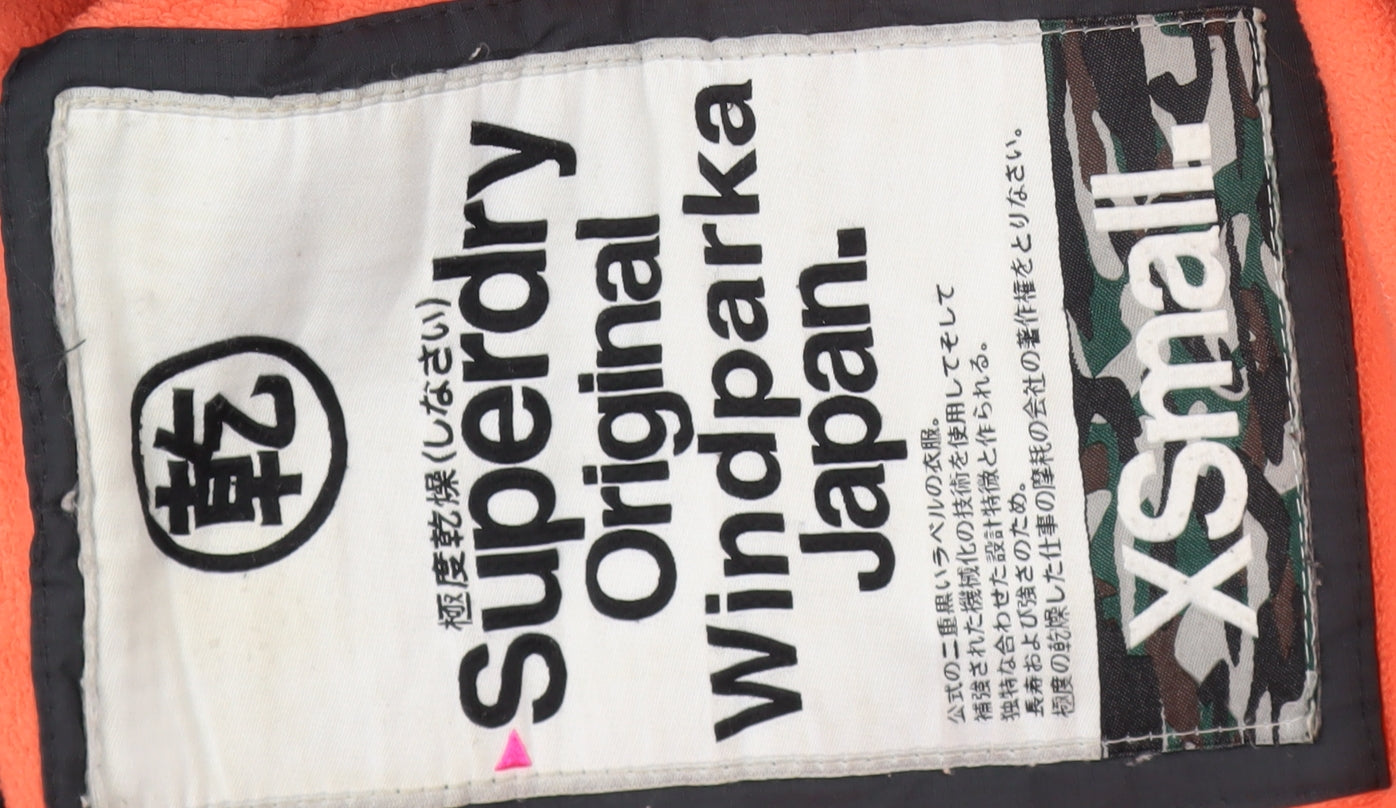 乾
極度乾燥(しなさい)
Superdry
Original
Windparka
Japan.
公式の二重黒いラベルの衣服。
補強された機械化の技術を使用してそして
独特な合わせた設計特徴と作られる。
長寿および強さのため。
極度の乾燥した仕事の摩耗の会社の著作権をとりなさい。
XSmall.